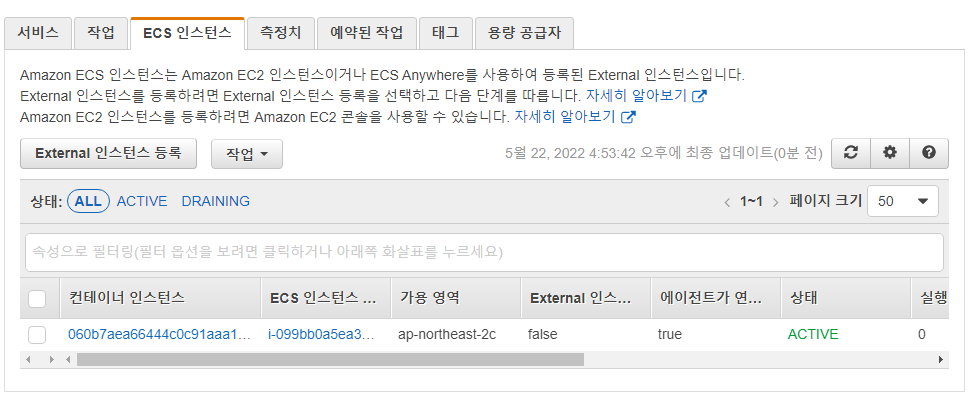 서비스 작업 ECS 인스턴스 측정치 예약된 작업 태그 용량 공급자
Amazon ECS 인스턴스는 Amazon EC2 인스턴스이거나 ECS Anywhere를 사용하여 등록된 External 인스턴스입니다.
External 인스턴스를 등록하려면 External 인스턴스 등록을 선택하고 다음 단계를 따릅니다. 자세히 알아보기
Amazon EC2 인스턴스를 등록하려면 Amazon EC2 콘솔을 사용할 수 있습니다. 자세히 알아보기
External 인스턴스 등록 작업 5월 22, 2022 4:53:42 오후에 최종 업데이트(0분 전)
상태: ALL ACTIVE DRAINING 1~1 페이지 크기 50
속성으로 필터링(필터 옵션을 보려면 클릭하거나 아래쪽 화살표를 누르세요)
컨테이너 인스턴스 ECS 인스턴스 ... 가용 영역 External 인스... 에이전트가 연... 상태 실행
060b7aea66444c0c91aaa1... i-099bb0a5ea3... ap-northeast-2c false true ACTIVE 0